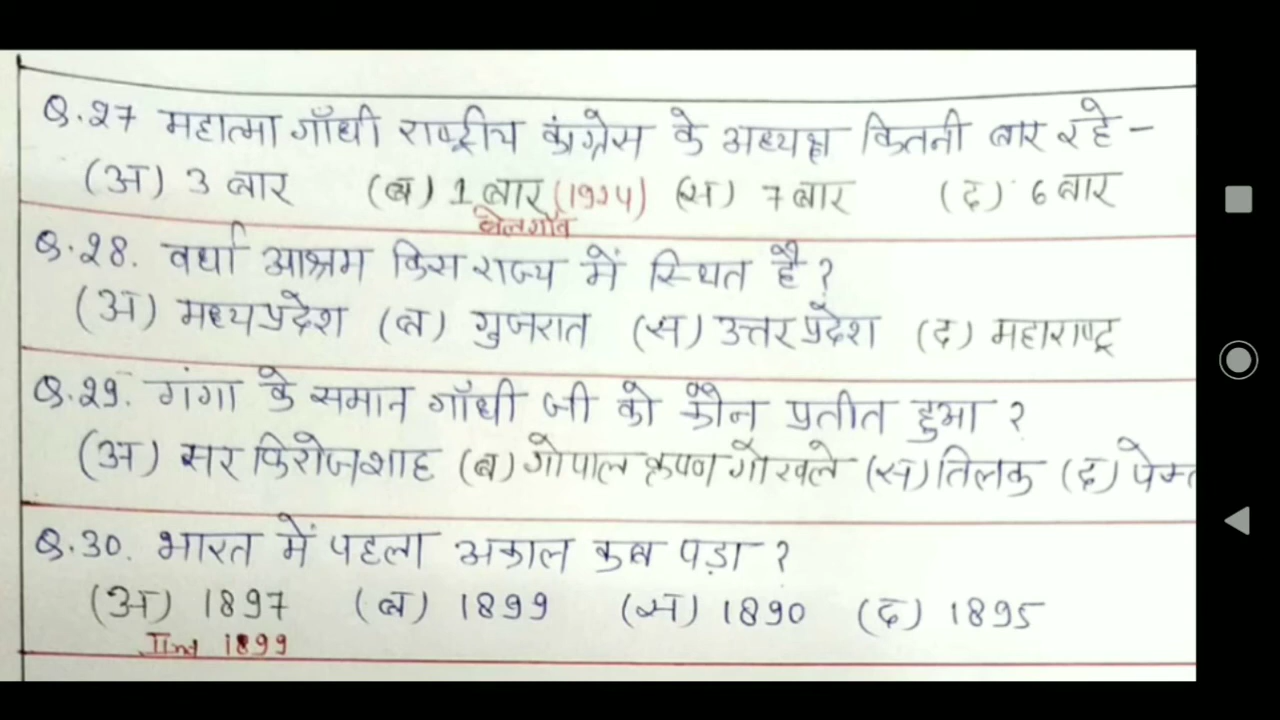 Q.27 महात्मा गाँधी राष्ट्रीय कांग्रेस के अध्यक्ष कितनी बार रहे -
(अ) 3 बार (ब) 1 बार (1924) (स) 7 बार (द) 6 बार
बेलगाँव
Q.28. वर्धा आश्रम किस राज्य में स्थित है ?
(अ) मध्यप्रदेश (ब) गुजरात (स) उत्तर प्रदेश (द) महाराष्ट्र
Q.29. गंगा के समान गाँधी जी को कौन प्रतीत हुआ ?
(अ) सर फिरोजशाह (ब) गोपाल कृष्ण गोखले (स) तिलक (द)
Q.30. भारत में पहला अकाल कब पड़ा ?
(अ) 1897 (ब) 1899 (स) 1890 (द) 1895
IInd 1899